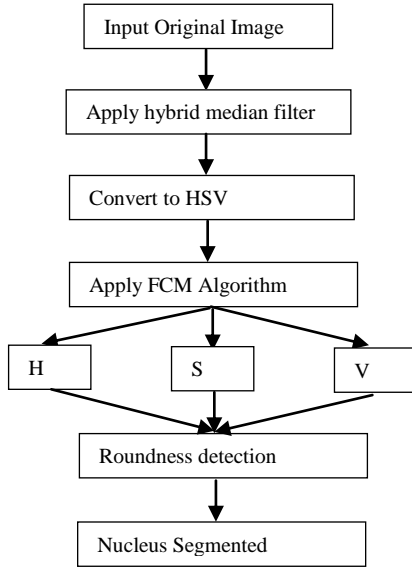 Input Original Image
Apply hybrid median filter
Convert to HSV
Apply FCM Algorithm
H
S
V
Roundness detection
Nucleus Segmented